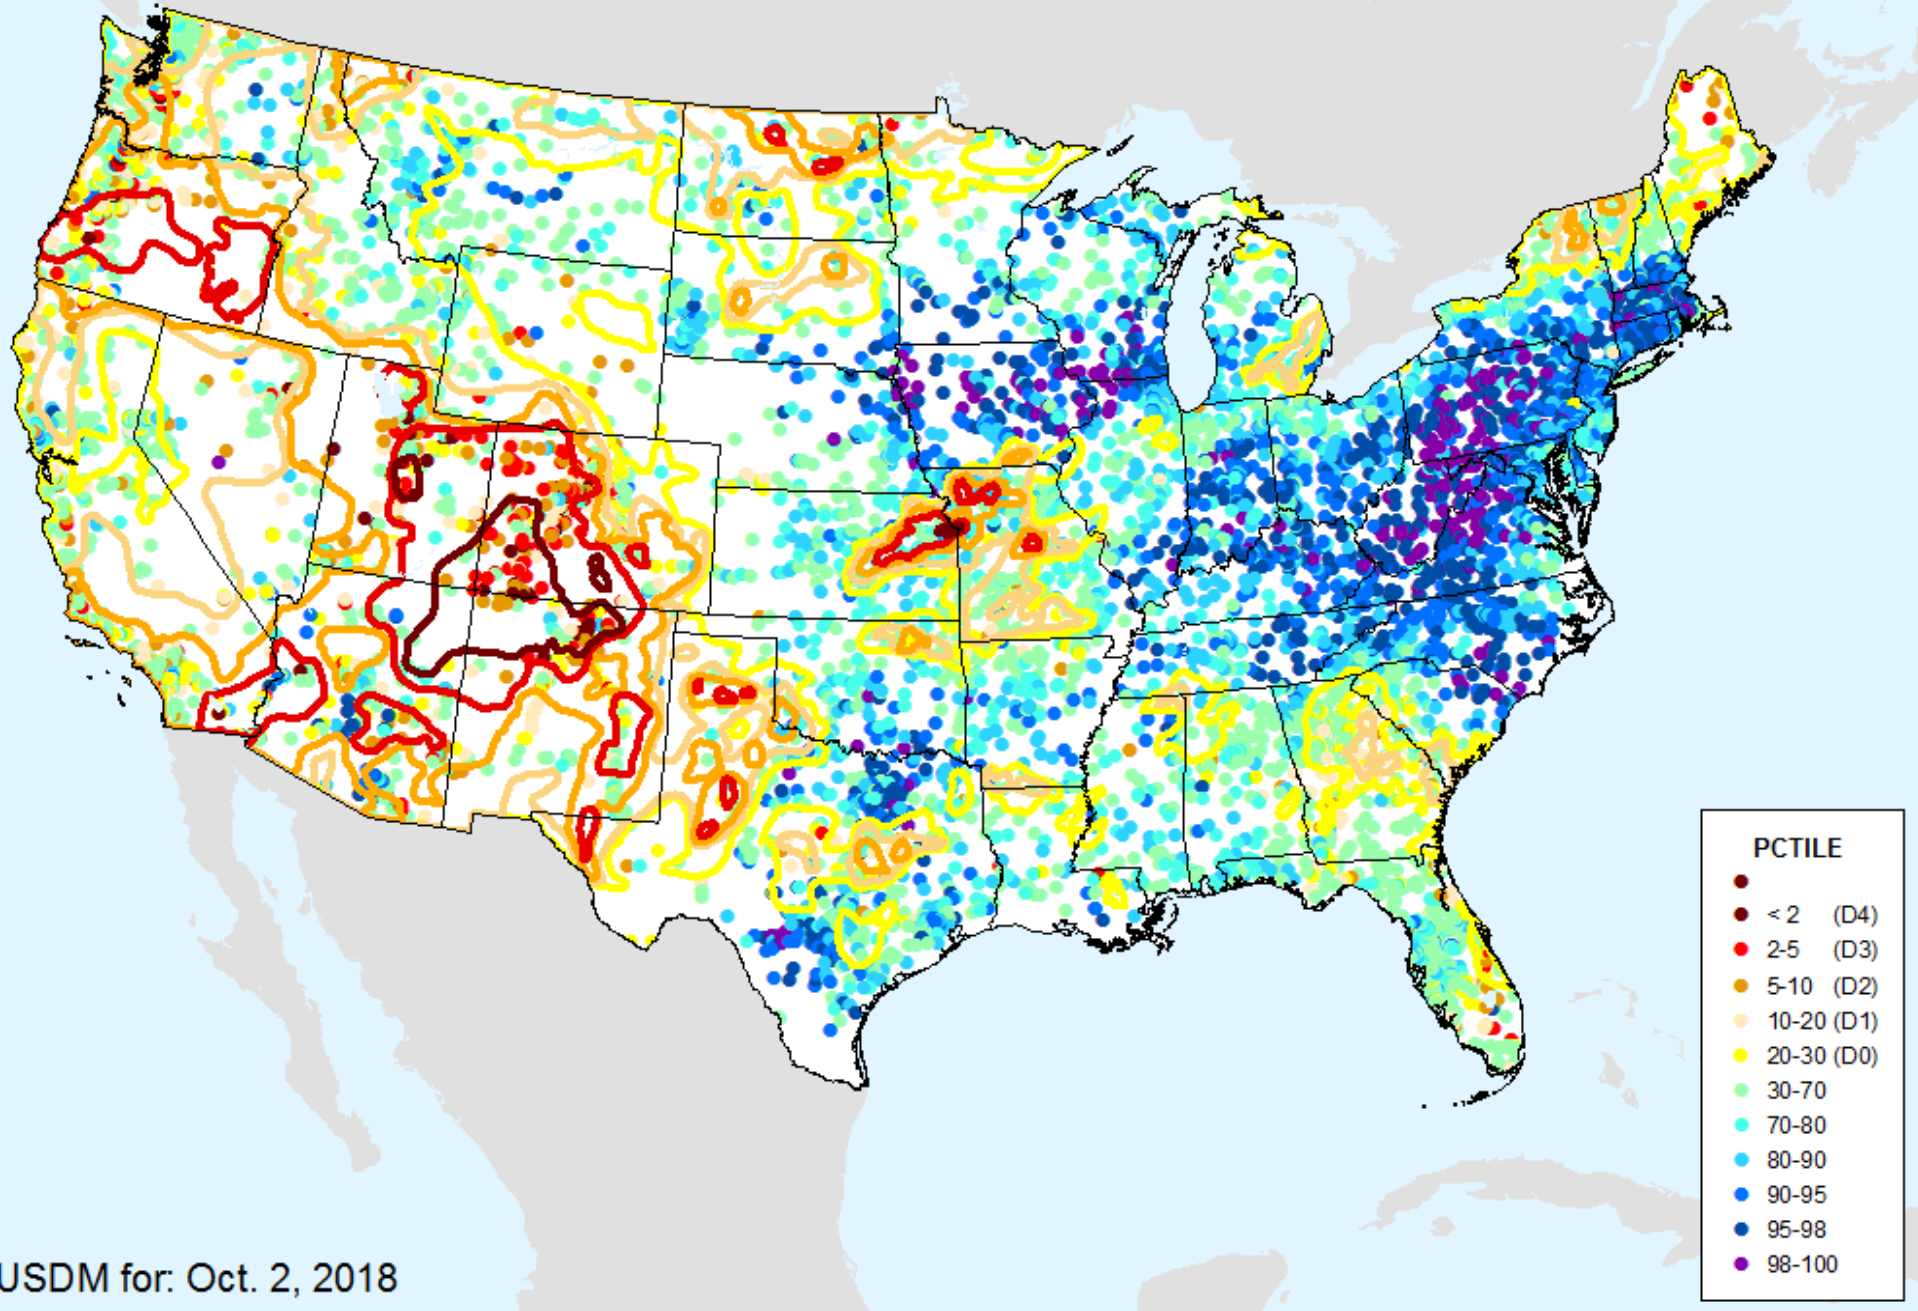 PCTILE
< 2 (D4)
2-5 (D3)
5-10 (D2)
10-20 (D1)
20-30 (D0)
30-70
70-80
80-90
90-95
95-98
98-100
USDM for: Oct. 2, 2018